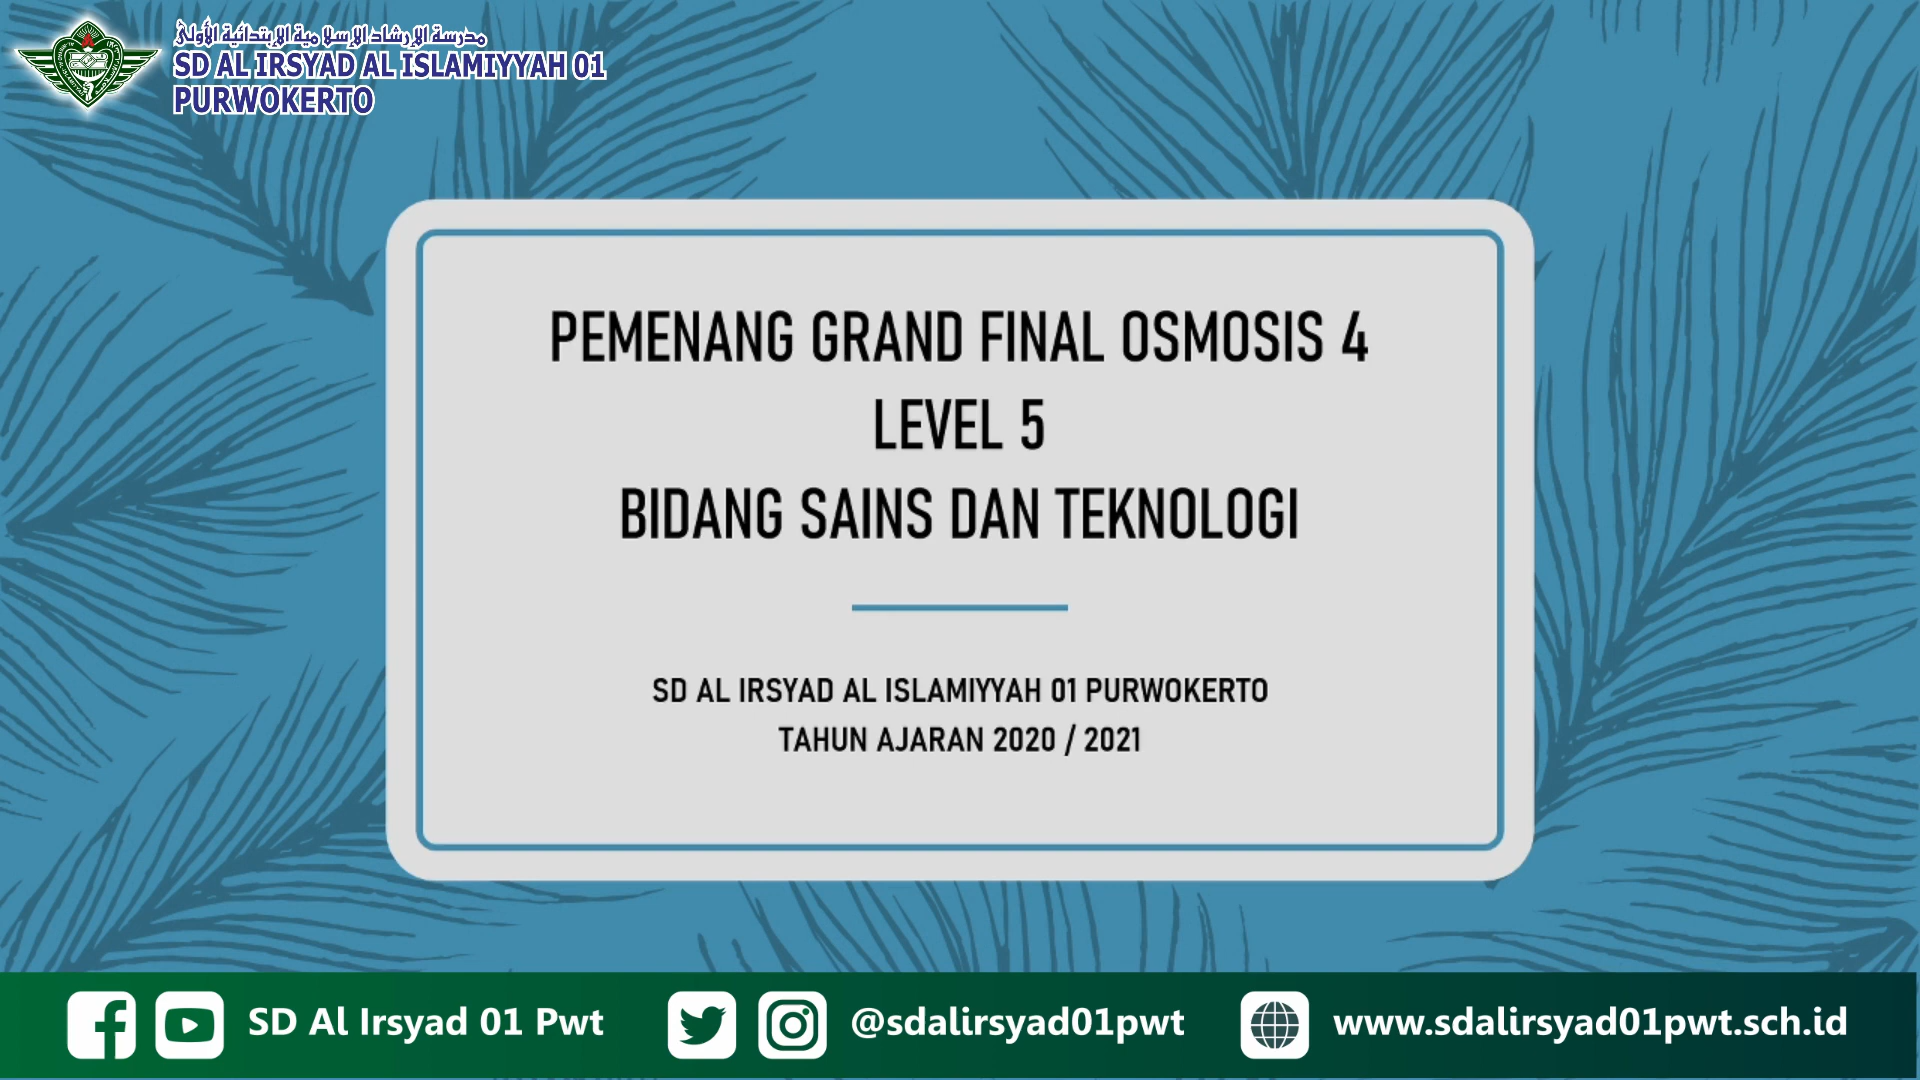 مدرسة الإرشاد الإسلامية الإبتدائية الأولى
SD AL IRSYAD AL ISLAMIYYAH 01
PURWOKERTO
PEMENANG GRAND FINAL OSMOSIS 4
LEVEL 5
BIDANG SAINS DAN TEKNOLOGI
SD AL IRSYAD AL ISLAMIYYAH 01 PURWOKERTO
TAHUN AJARAN 2020 / 2021
SD Al Irsyad 01 Pwt
@sdalirsyad01pwt
www.sdalirsyad01pwt.sch.id